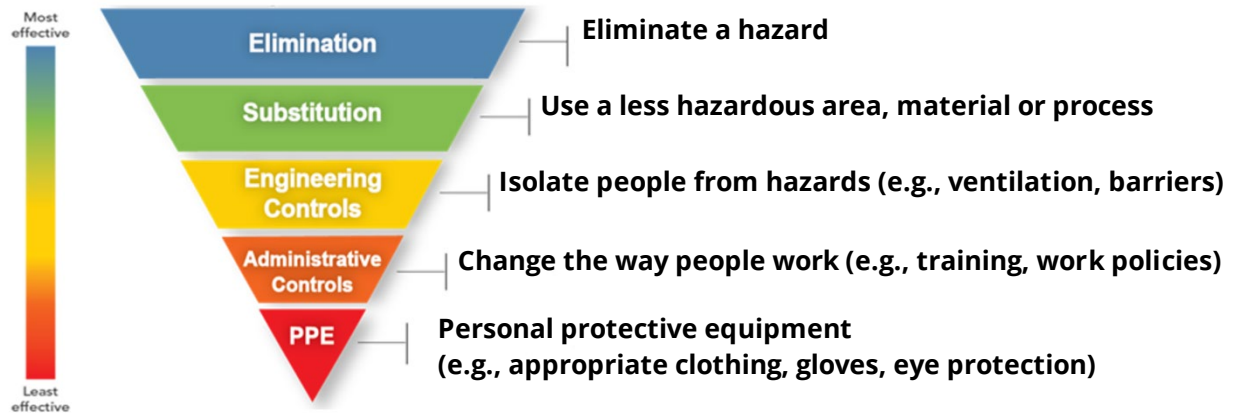 Most
effective
Elimination
Eliminate a hazard
Substitution
Use a less hazardous area, material or process
Engineering
Controls
Isolate people from hazards (e.g., ventilation, barriers)
Administrative
Controls
Change the way people work (e.g., training, work policies)
PPE
Personal protective equipment
(e.g., appropriate clothing, gloves, eye protection)
Least
effective